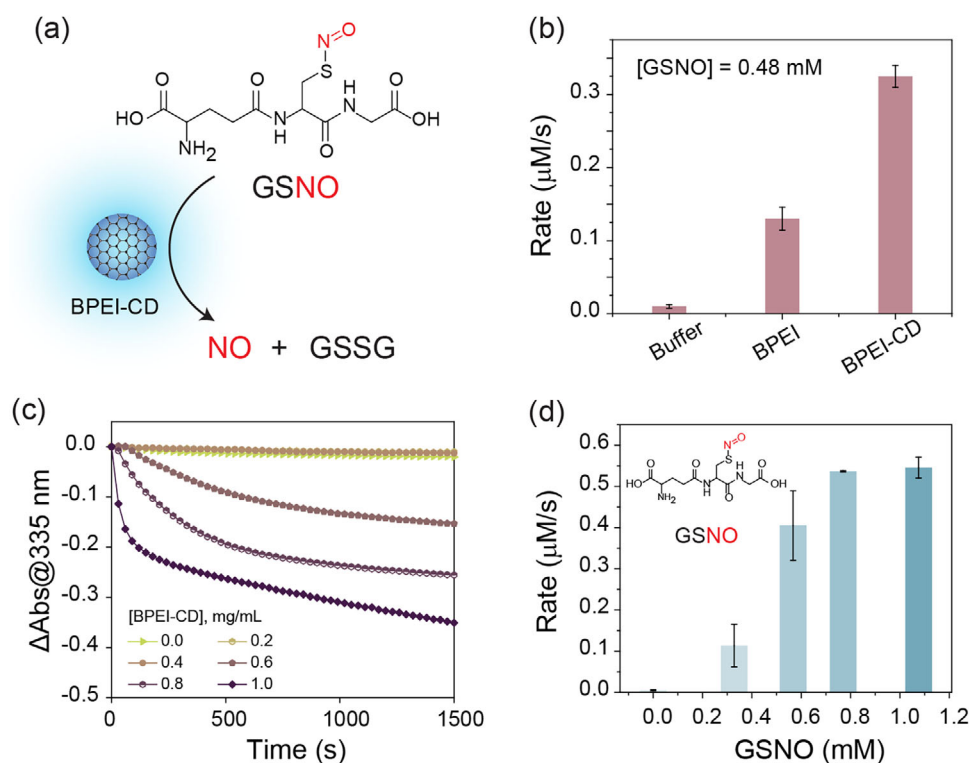 (a)
N=O
S
O
HO
NH₂
O
N
H
H
N
O
O
OH
GSNO
BPEI-CD
NO + GSSG
(b)
[GSNO] = 0.48 mM
Rate (μM/s)
0.3
0.2
0.1
0.0
Buffer
BPEI
BPEI-CD
(c)
ΔAbs@335 nm
0.0
-0.1
-0.2
-0.3
-0.4
-0.5
[BPEI-CD], mg/mL
0.0 0.2
0.4 0.6
0.8 1.0
0 500 1000 1500
Time (s)
(d)
Rate (μM/s)
0.6
0.5
0.4
0.3
0.2
0.1
0.0
N=O
S
O
HO
NH₂
O
N
H
H
N
O
O
OH
GSNO
0.0 0.2 0.4 0.6 0.8 1.0 1.2
GSNO (mM)